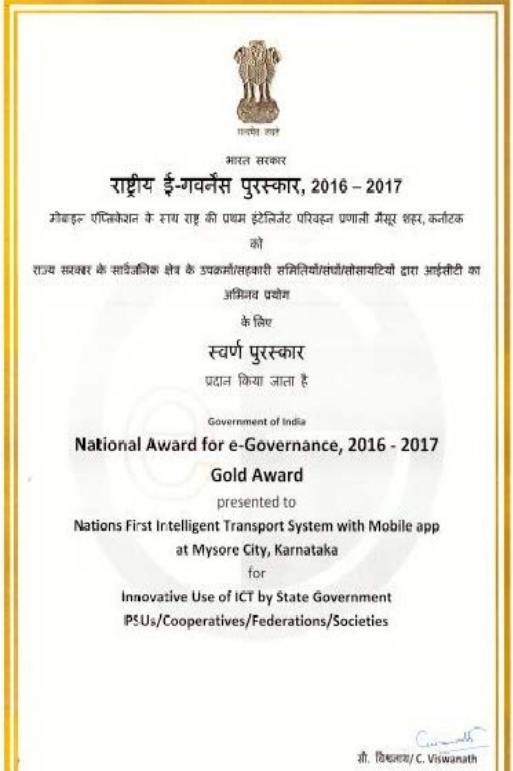 सत्यमेव जयते
भारत सरकार
राष्ट्रीय ई-गवर्नेंस पुरस्कार, 2016 – 2017
मोबाइल एप्लिकेशन के साथ राष्ट्र की प्रथम इंटेलिजेंट परिवहन प्रणाली मैसूर शहर, कर्नाटक
को
राज्य सरकार के सार्वजनिक क्षेत्र के उपक्रमों/सहकारी समितियों/संघों/सोसायटियों द्वारा आईसीटी का
अभिनव प्रयोग
के लिए
स्वर्ण पुरस्कार
प्रदान किया जाता है
Government of India
National Award for e-Governance, 2016 - 2017
Gold Award
presented to
Nations First Intelligent Transport System with Mobile app
at Mysore City, Karnataka
for
Innovative Use of ICT by State Government
PSUs/Cooperatives/Federations/Societies
सी. विश्वनाथ/ C. Viswanath